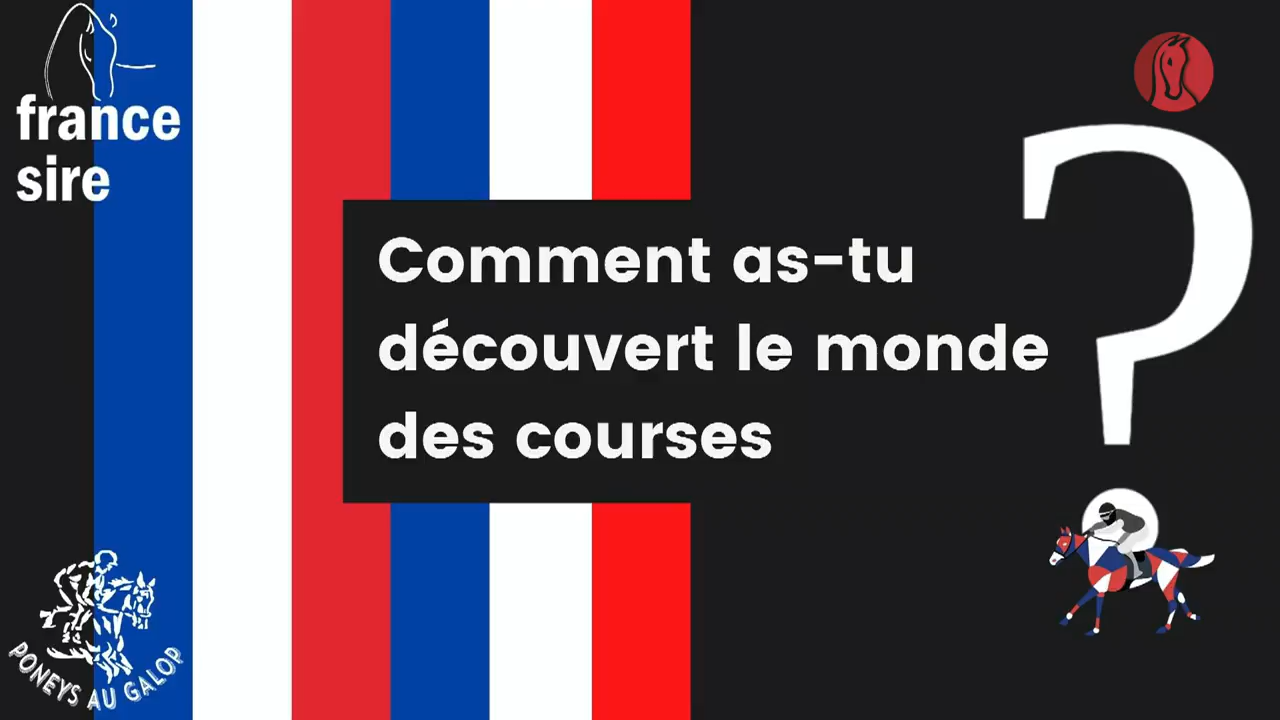 france
sire
Comment as-tu
découvert le monde
des courses
?
PONEYS AU GALOP